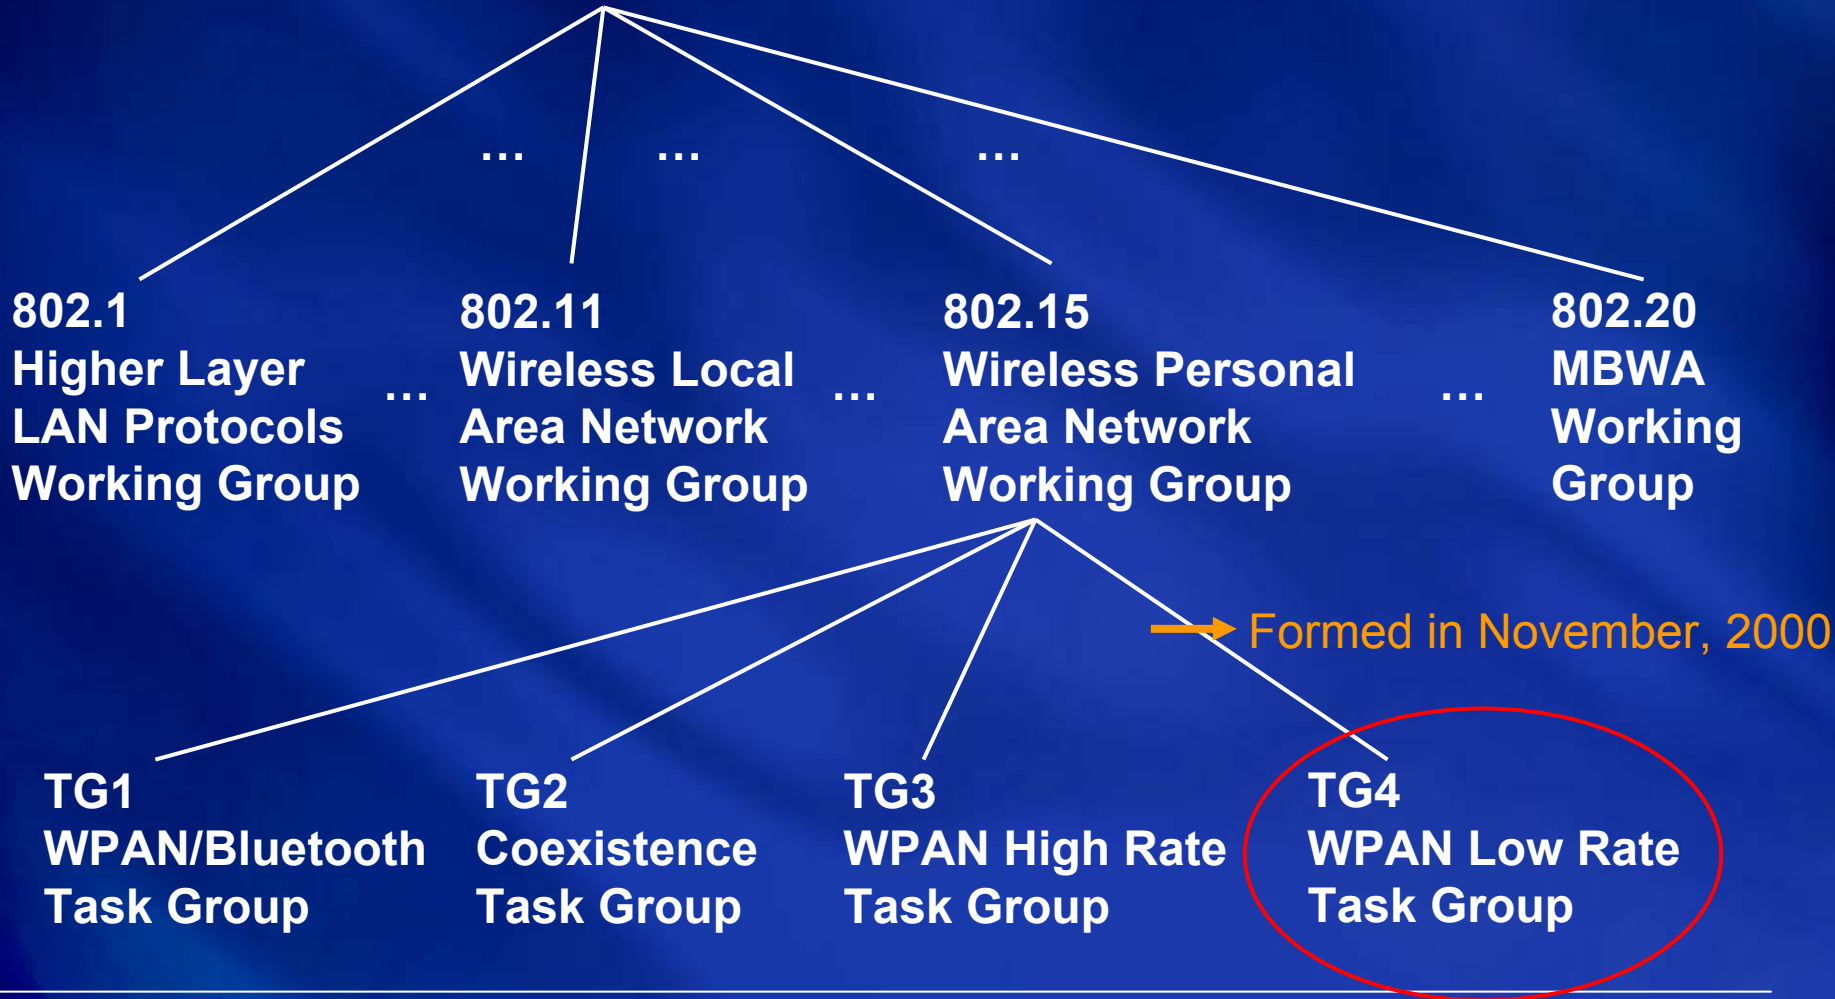 … … …
802.1
Higher Layer
LAN Protocols
Working Group
…
802.11
Wireless Local
Area Network
Working Group
…
802.15
Wireless Personal
Area Network
Working Group
…
802.20
MBWA
Working
Group
Formed in November, 2000
TG1
WPAN/Bluetooth
Task Group
TG2
Coexistence
Task Group
TG3
WPAN High Rate
Task Group
TG4
WPAN Low Rate
Task Group